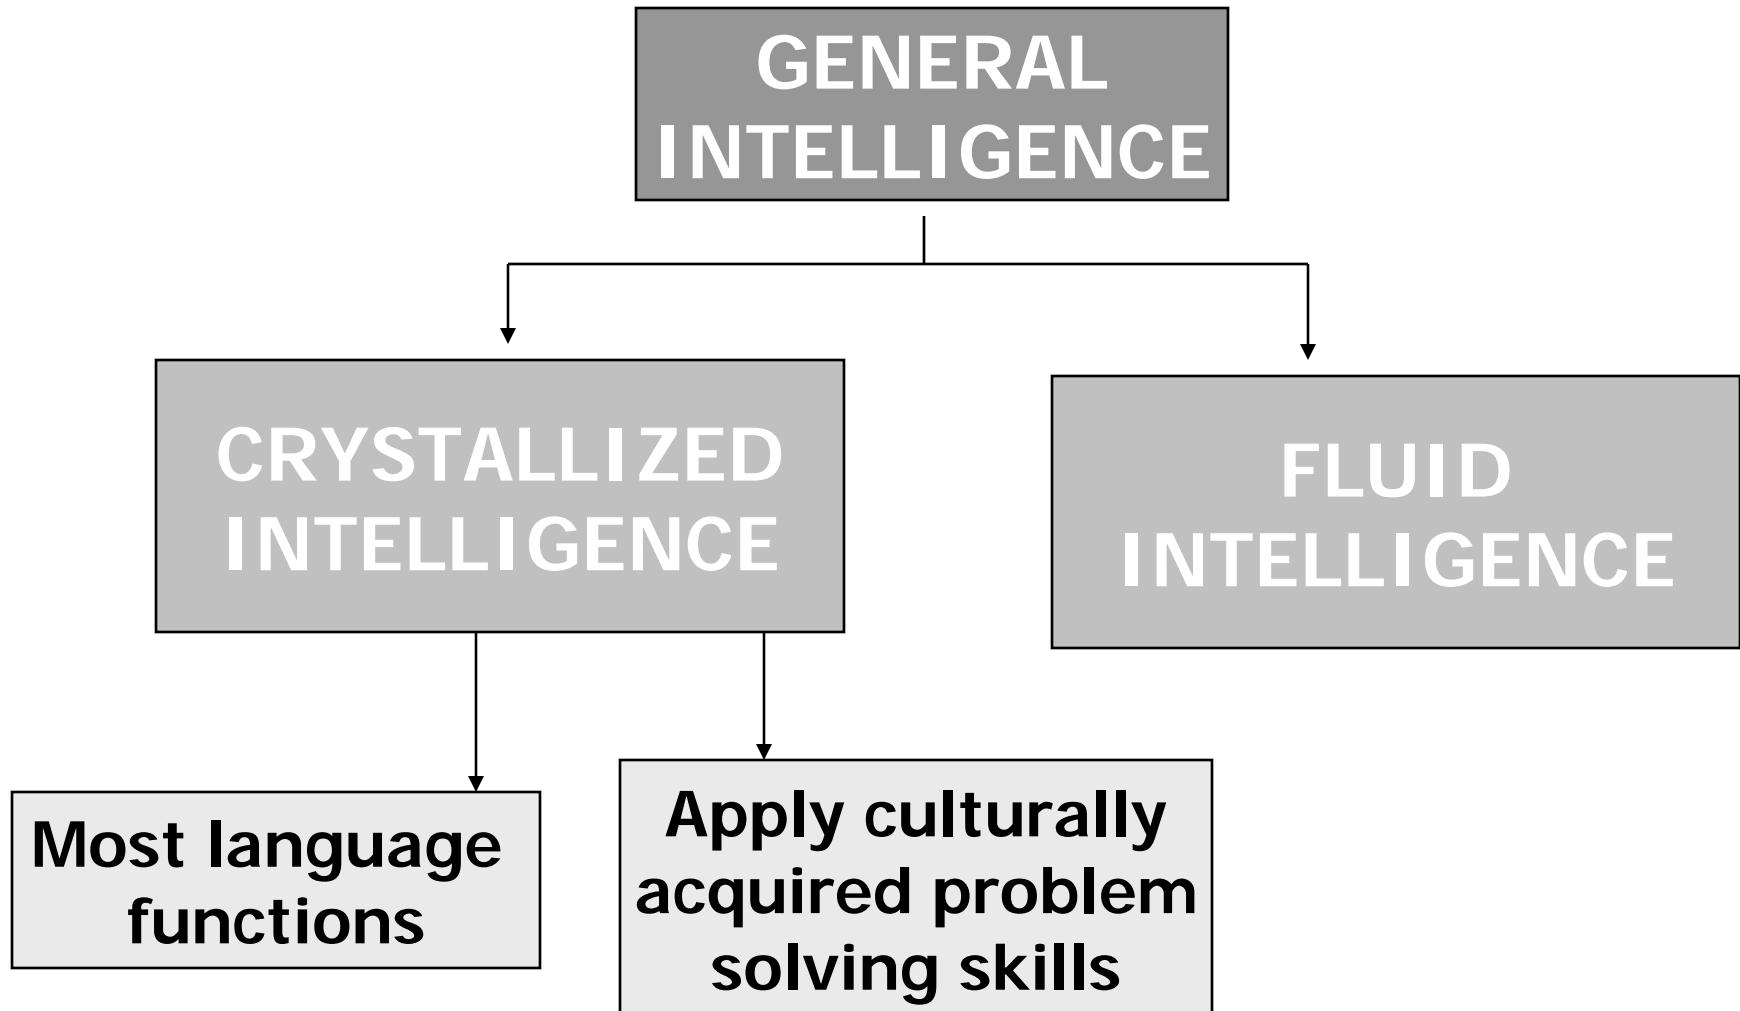 GENERAL
INTELLIGENCE
CRYSTALLIZED
INTELLIGENCE
FLUID
INTELLIGENCE
Most language
functions
Apply culturally
acquired problem
solving skills